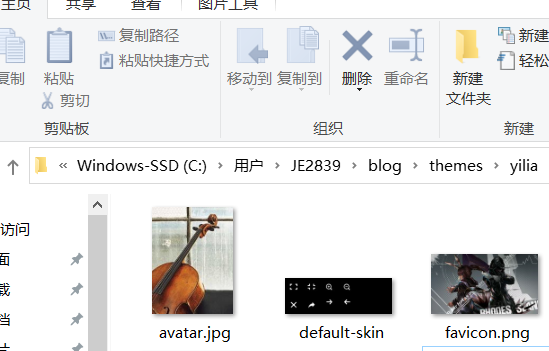 主页 共享 查看 图片工具
复制 粘贴 复制路径
粘贴快捷方式
剪切
移动到 复制到 删除 重命名 新建
文件夹
新建
轻松
剪贴板 组织 新建
« Windows-SSD (C:) › 用户 › JE2839 › blog › themes › yilia
访问
面
载
档
片
avatar.jpg default-skin favicon.png
RHODES